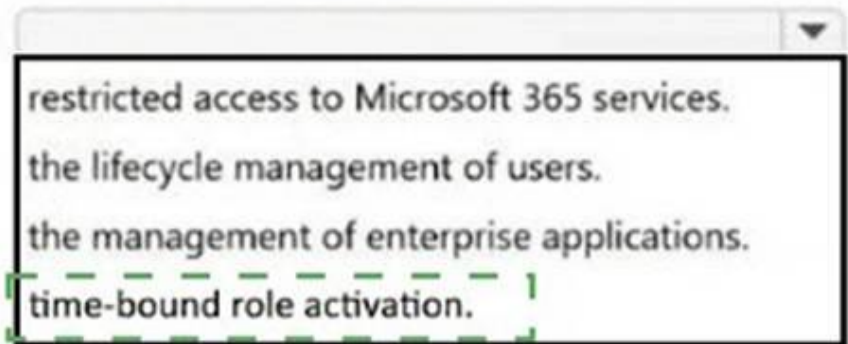 restricted access to Microsoft 365 services.
the lifecycle management of users.
the management of enterprise applications.
time-bound role activation.